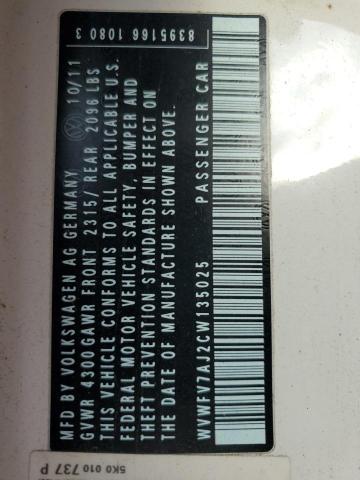 MFD BY VOLKSWAGEN AG GERMANY 10/11
GVWR 4300GAWR FRONT 2315/ REAR 2096 LBS
THIS VEHICLE CONFORMS TO ALL APPLICABLE U.S.
FEDERAL MOTOR VEHICLE SAFETY, BUMPER AND
THEFT PREVENTION STANDARDS IN EFFECT ON
THE DATE OF MANUFACTURE SHOWN ABOVE.
WVWFV7AJ2CW135025 PASSENGER CAR
8395166 1080 3
5K0 010 737 P